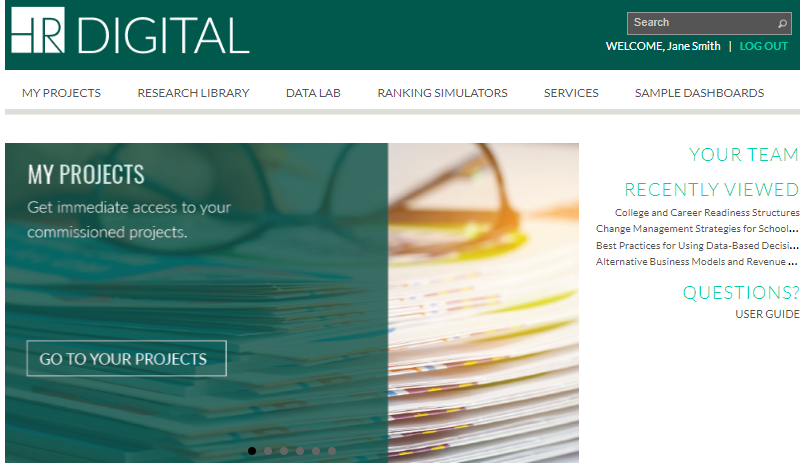 HR DIGITAL
Search
WELCOME, Jane Smith | LOG OUT
MY PROJECTS RESEARCH LIBRARY DATA LAB RANKING SIMULATORS SERVICES SAMPLE DASHBOARDS
MY PROJECTS
Get immediate access to your
commissioned projects.
GO TO YOUR PROJECTS
YOUR TEAM
RECENTLY VIEWED
College and Career Readiness Structures
Change Management Strategies for School...
Best Practices for Using Data-Based Decisi...
Alternative Business Models and Revenue ...
QUESTIONS?
USER GUIDE